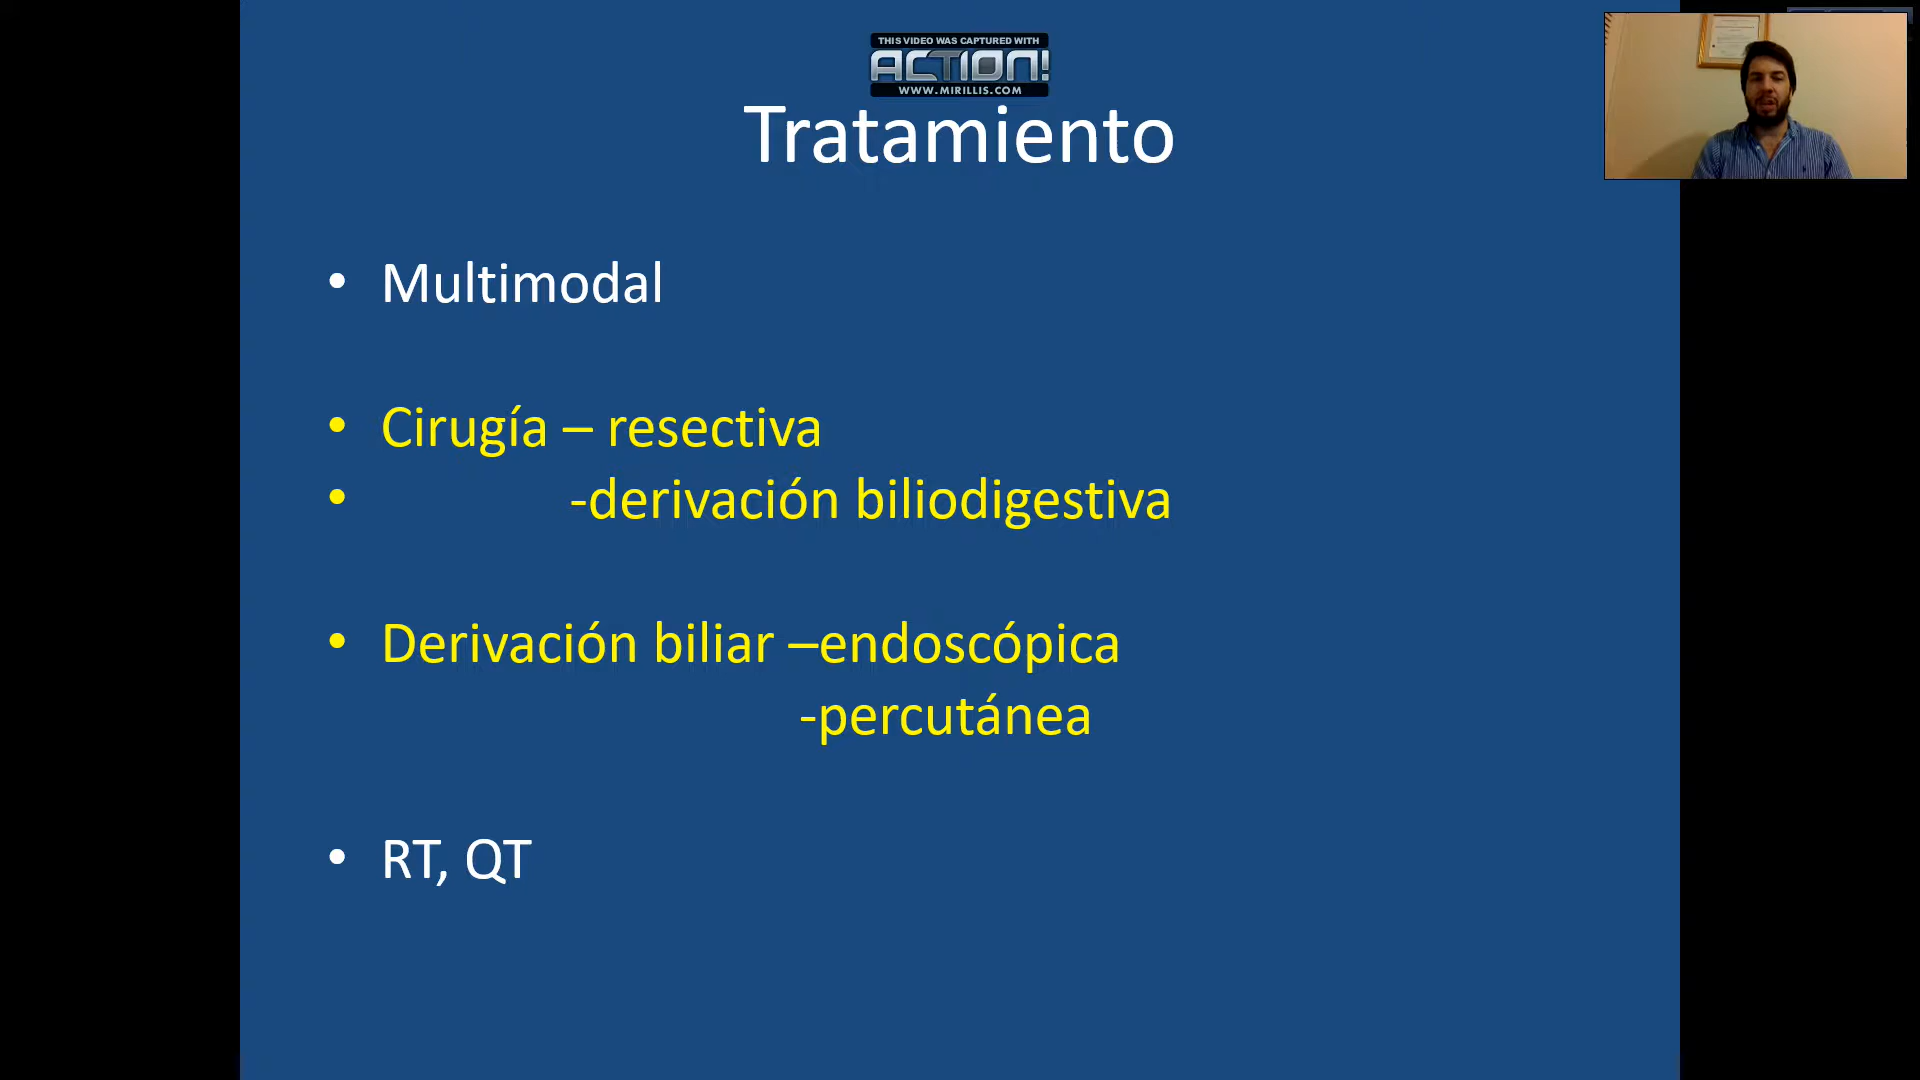 THIS VIDEO WAS CAPTURED WITH
ACTION!
WWW.MIRILLIS.COM
Tratamiento
• Multimodal
• Cirugía – resectiva
• -derivación biliodigestiva
• Derivación biliar –endoscópica
-percutánea
• RT, QT